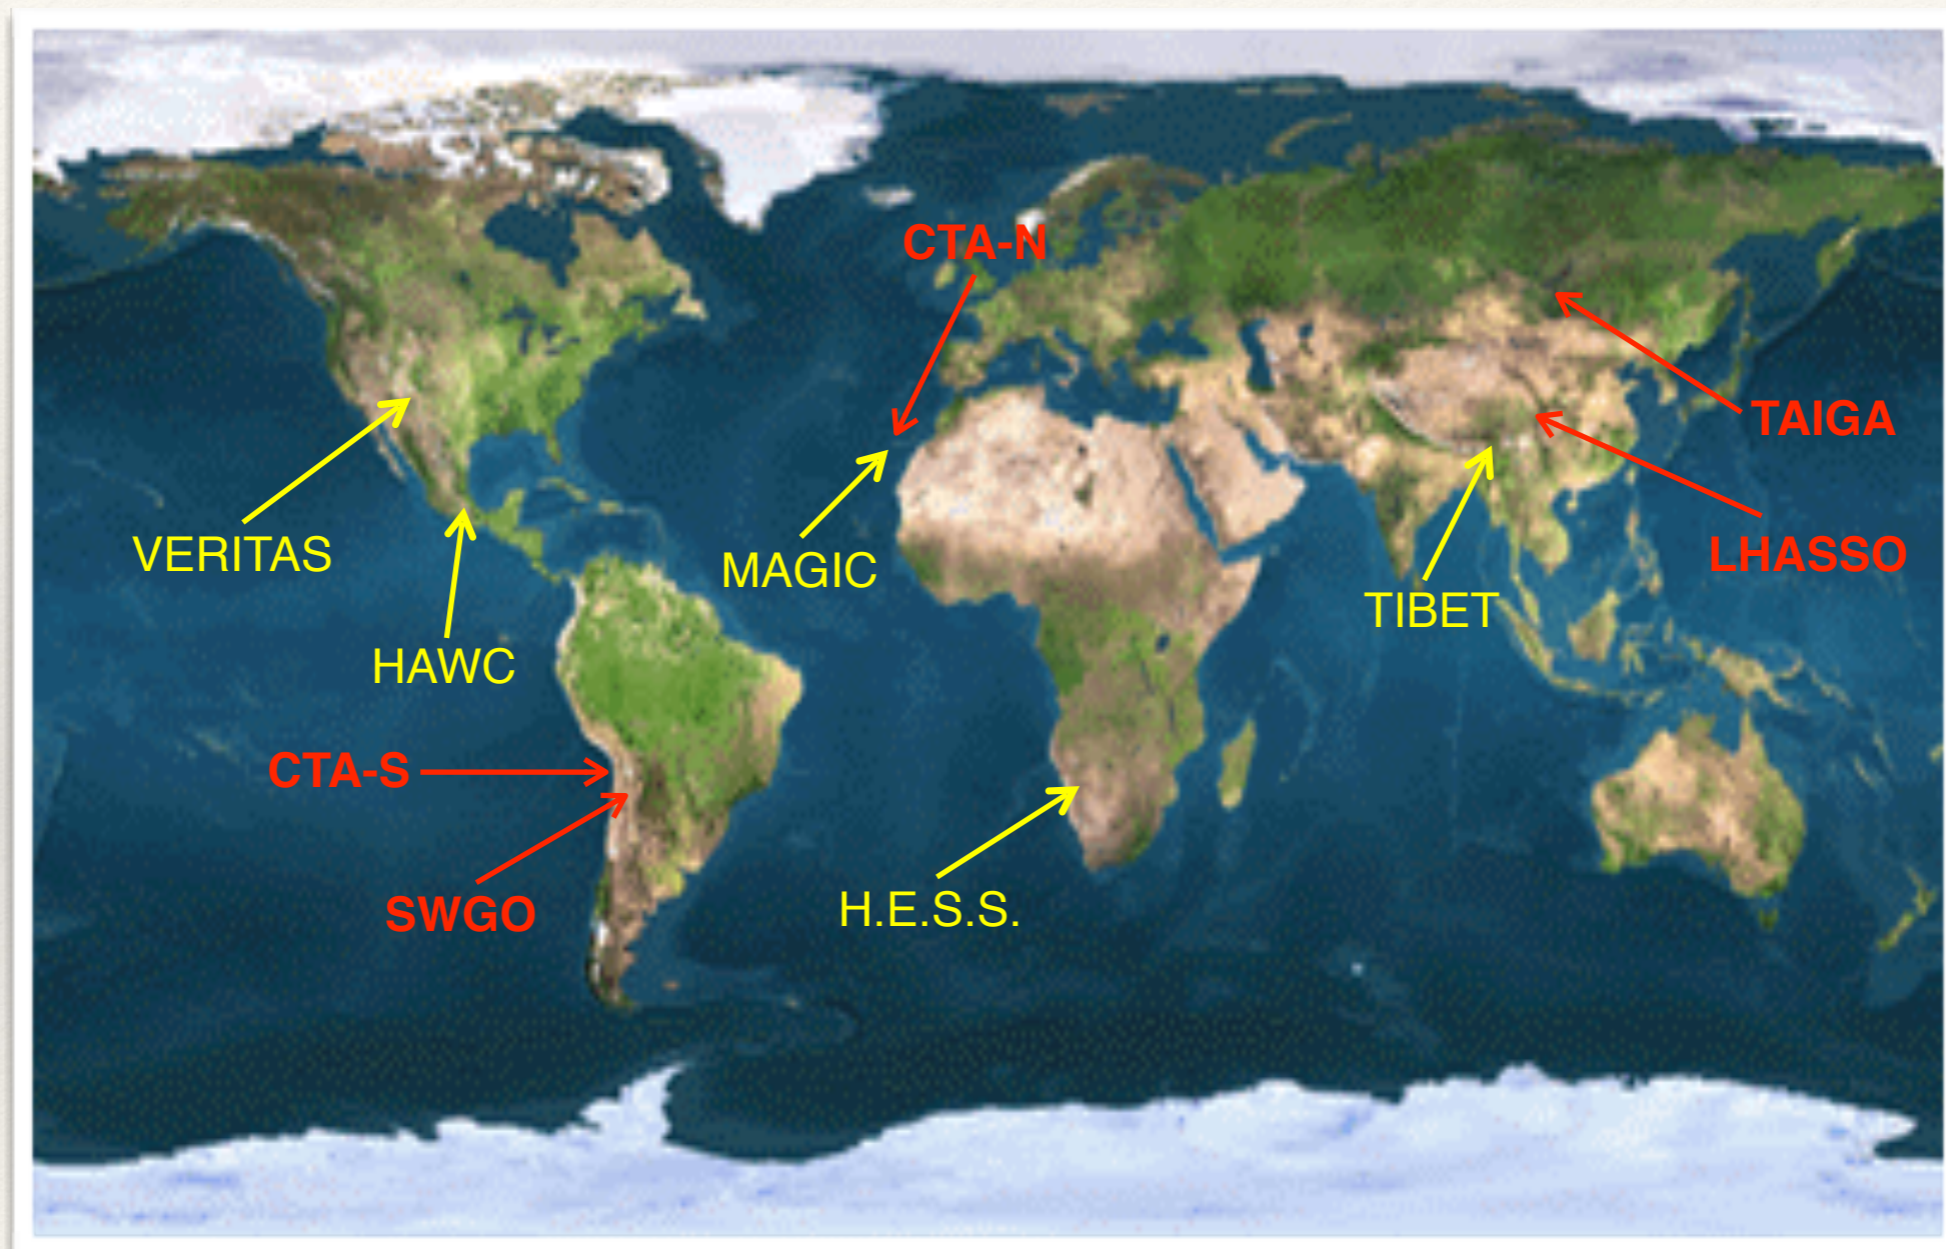 CTA-N
TAIGA
VERITAS
MAGIC
LHASSO
TIBET
HAWC
CTA-S
SWGO
H.E.S.S.